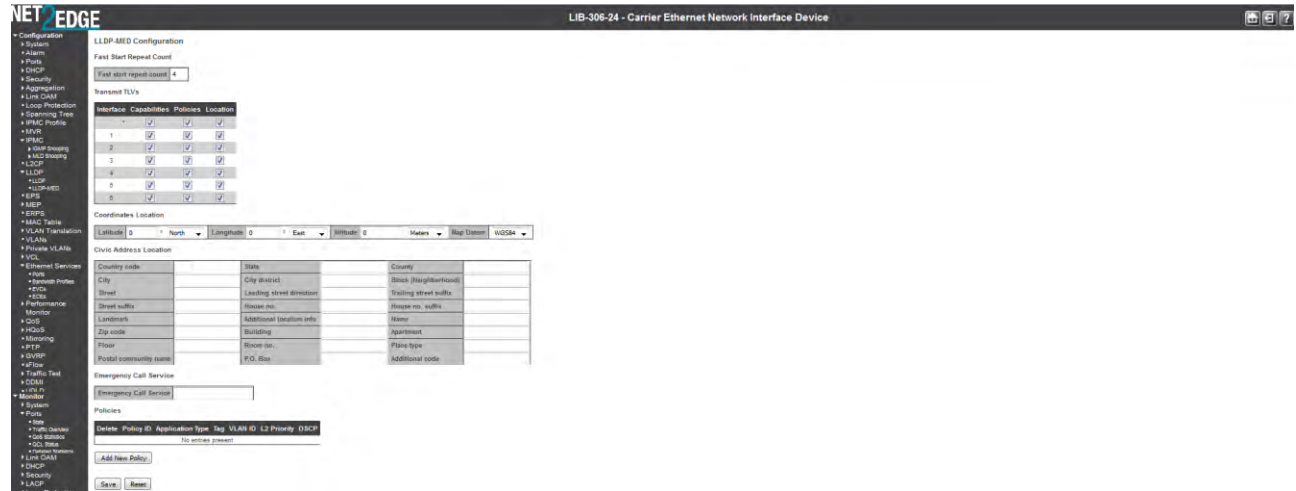 NET2EDGE
LIB-306-24 - Carrier Ethernet Network Interface Device
Configuration
System
Alarm
Ports
DHCP
Security
Aggregation
Link OAM
Loop Protection
Spanning Tree
IPMC Profile
MVR
IPMC
IGMP Snooping
MLD Snooping
L2CP
LLDP
LLDP
LLDP-MED
EPS
MEP
ERPS
MAC Table
VLAN Translation
VLANs
Private VLANs
VCL
Ethernet Services
Ports
Bandwidth Profiles
EVCs
ECEs
Performance
Monitor
QoS
HQoS
Mirroring
PTP
GVRP
sFlow
Traffic Test
DDMI
Monitor
System
Ports
State
Traffic Overview
QoS Statistics
QCL Status
Detailed Statistics
Link OAM
DHCP
Security
LACP
LLDP-MED Configuration
Fast Start Repeat Count
Fast start repeat count 4
Transmit TLVs
Interface Capabilities Policies Location
*
1
2
3
4
5
6
Coordinates Location
Latitude 0 ° North Longitude 0 ° East Altitude 0 Meters Map Datum WGS84
Civic Address Location
Country code State County
City City district Block (Neighborhood)
Street Leading street direction Trailing street suffix
Street suffix House no. House no. suffix
Landmark Additional location info Name
Zip code Building Apartment
Floor Room no. Place type
Postal community name P.O. Box Additional code
Emergency Call Service
Emergency Call Service
Policies
Delete Policy ID Application Type Tag VLAN ID L2 Priority DSCP
No entries present
Add New Policy
Save Reset